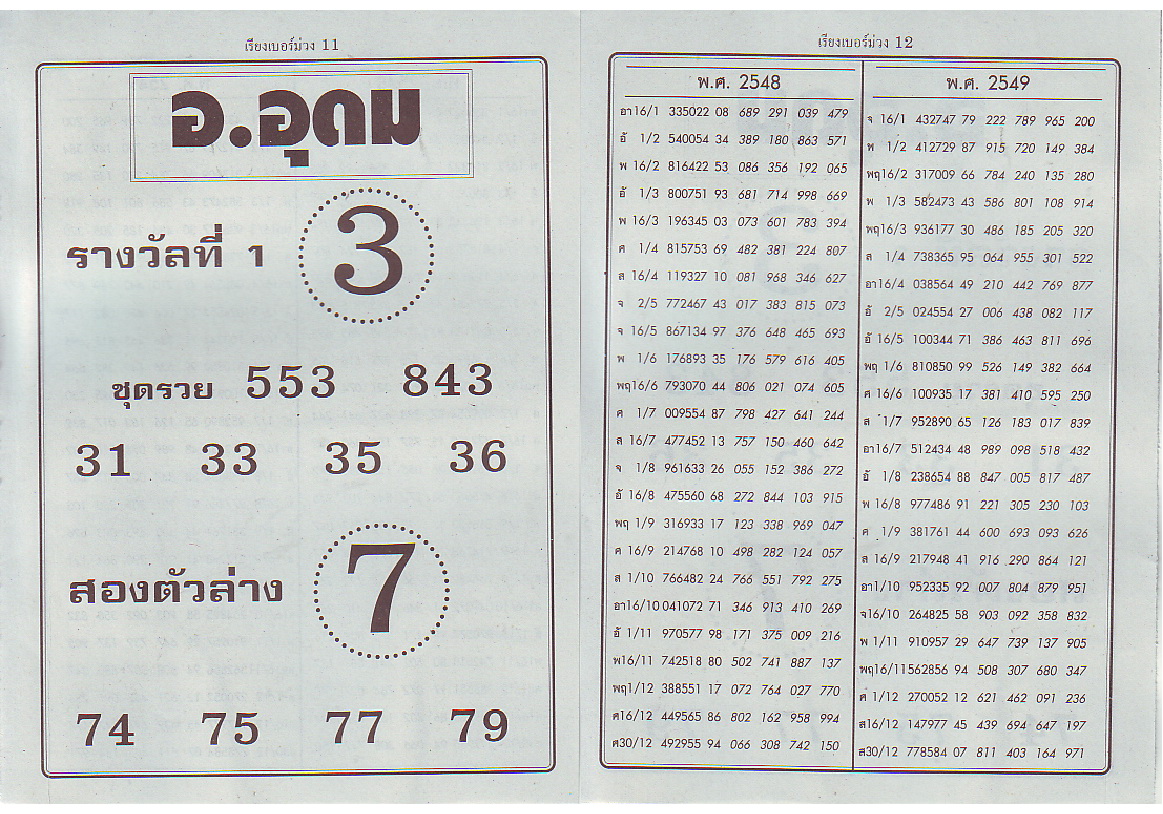 เรียงเบอร์ม่วง 11
อ.อุดม
รางวัลที่ 1 3
ชุดรวย 553 843
31 33 35 36
สองตัวล่าง 7
74 75 77 79
เรียงเบอร์ม่วง 12
พ.ศ. 2548
อา 16/1 335022 08 689 291 039 479
อั 1/2 540054 34 389 180 863 571
พ 16/2 816422 53 086 356 192 065
อั 1/3 800751 93 681 714 998 669
พ 16/3 196345 03 073 601 783 394
ศ 1/4 815753 69 482 381 224 807
ส 16/4 119327 10 081 968 346 627
จ 2/5 772467 43 017 383 815 073
จ 16/5 867134 97 376 648 465 693
พ 1/6 176893 35 176 579 616 405
พฤ16/6 793070 44 806 021 074 605
ศ 1/7 009554 87 798 427 641 244
ส 16/7 477452 13 757 150 460 642
จ 1/8 961633 26 055 152 386 272
อั 16/8 475560 68 272 844 103 915
พฤ 1/9 316933 17 123 338 969 047
ศ 16/9 214768 10 498 282 124 057
ส 1/10 766482 24 766 551 792 275
อา16/10 041072 71 346 913 410 269
อั 1/11 970577 98 171 375 009 216
พ16/11 742518 80 502 741 887 137
พฤ1/12 388551 17 072 764 027 770
ศ16/12 449565 86 802 162 958 994
ศ30/12 492955 94 066 308 742 150
พ.ศ. 2549
จ 16/1 432747 79 222 789 965 200
พ 1/2 412729 87 915 720 149 384
พฤ16/2 317009 66 784 240 135 280
พ 1/3 582473 43 586 801 108 914
พฤ16/3 936177 30 486 185 205 320
ส 1/4 738365 95 064 955 301 522
อา16/4 038564 49 210 442 769 877
อั 2/5 024554 27 006 438 082 117
อั 16/5 100344 71 386 463 811 696
พฤ 1/6 810850 99 526 149 382 664
ศ 16/6 100935 17 381 410 595 250
ส 1/7 952890 65 126 183 017 839
อา16/7 512434 48 989 098 518 432
อั 1/8 238654 88 847 005 817 487
พ 16/8 977486 91 221 305 230 103
ศ 1/9 381761 44 600 693 093 626
ส 16/9 217948 41 916 290 864 121
อา1/10 952335 92 007 804 879 951
จ16/10 264825 58 903 092 358 832
พ 1/11 910957 29 647 739 137 905
พฤ16/11 562856 94 508 307 680 347
ศ 1/12 270052 12 621 462 091 236
ส16/12 147977 45 439 694 647 197
ส30/12 778584 07 811 403 164 971